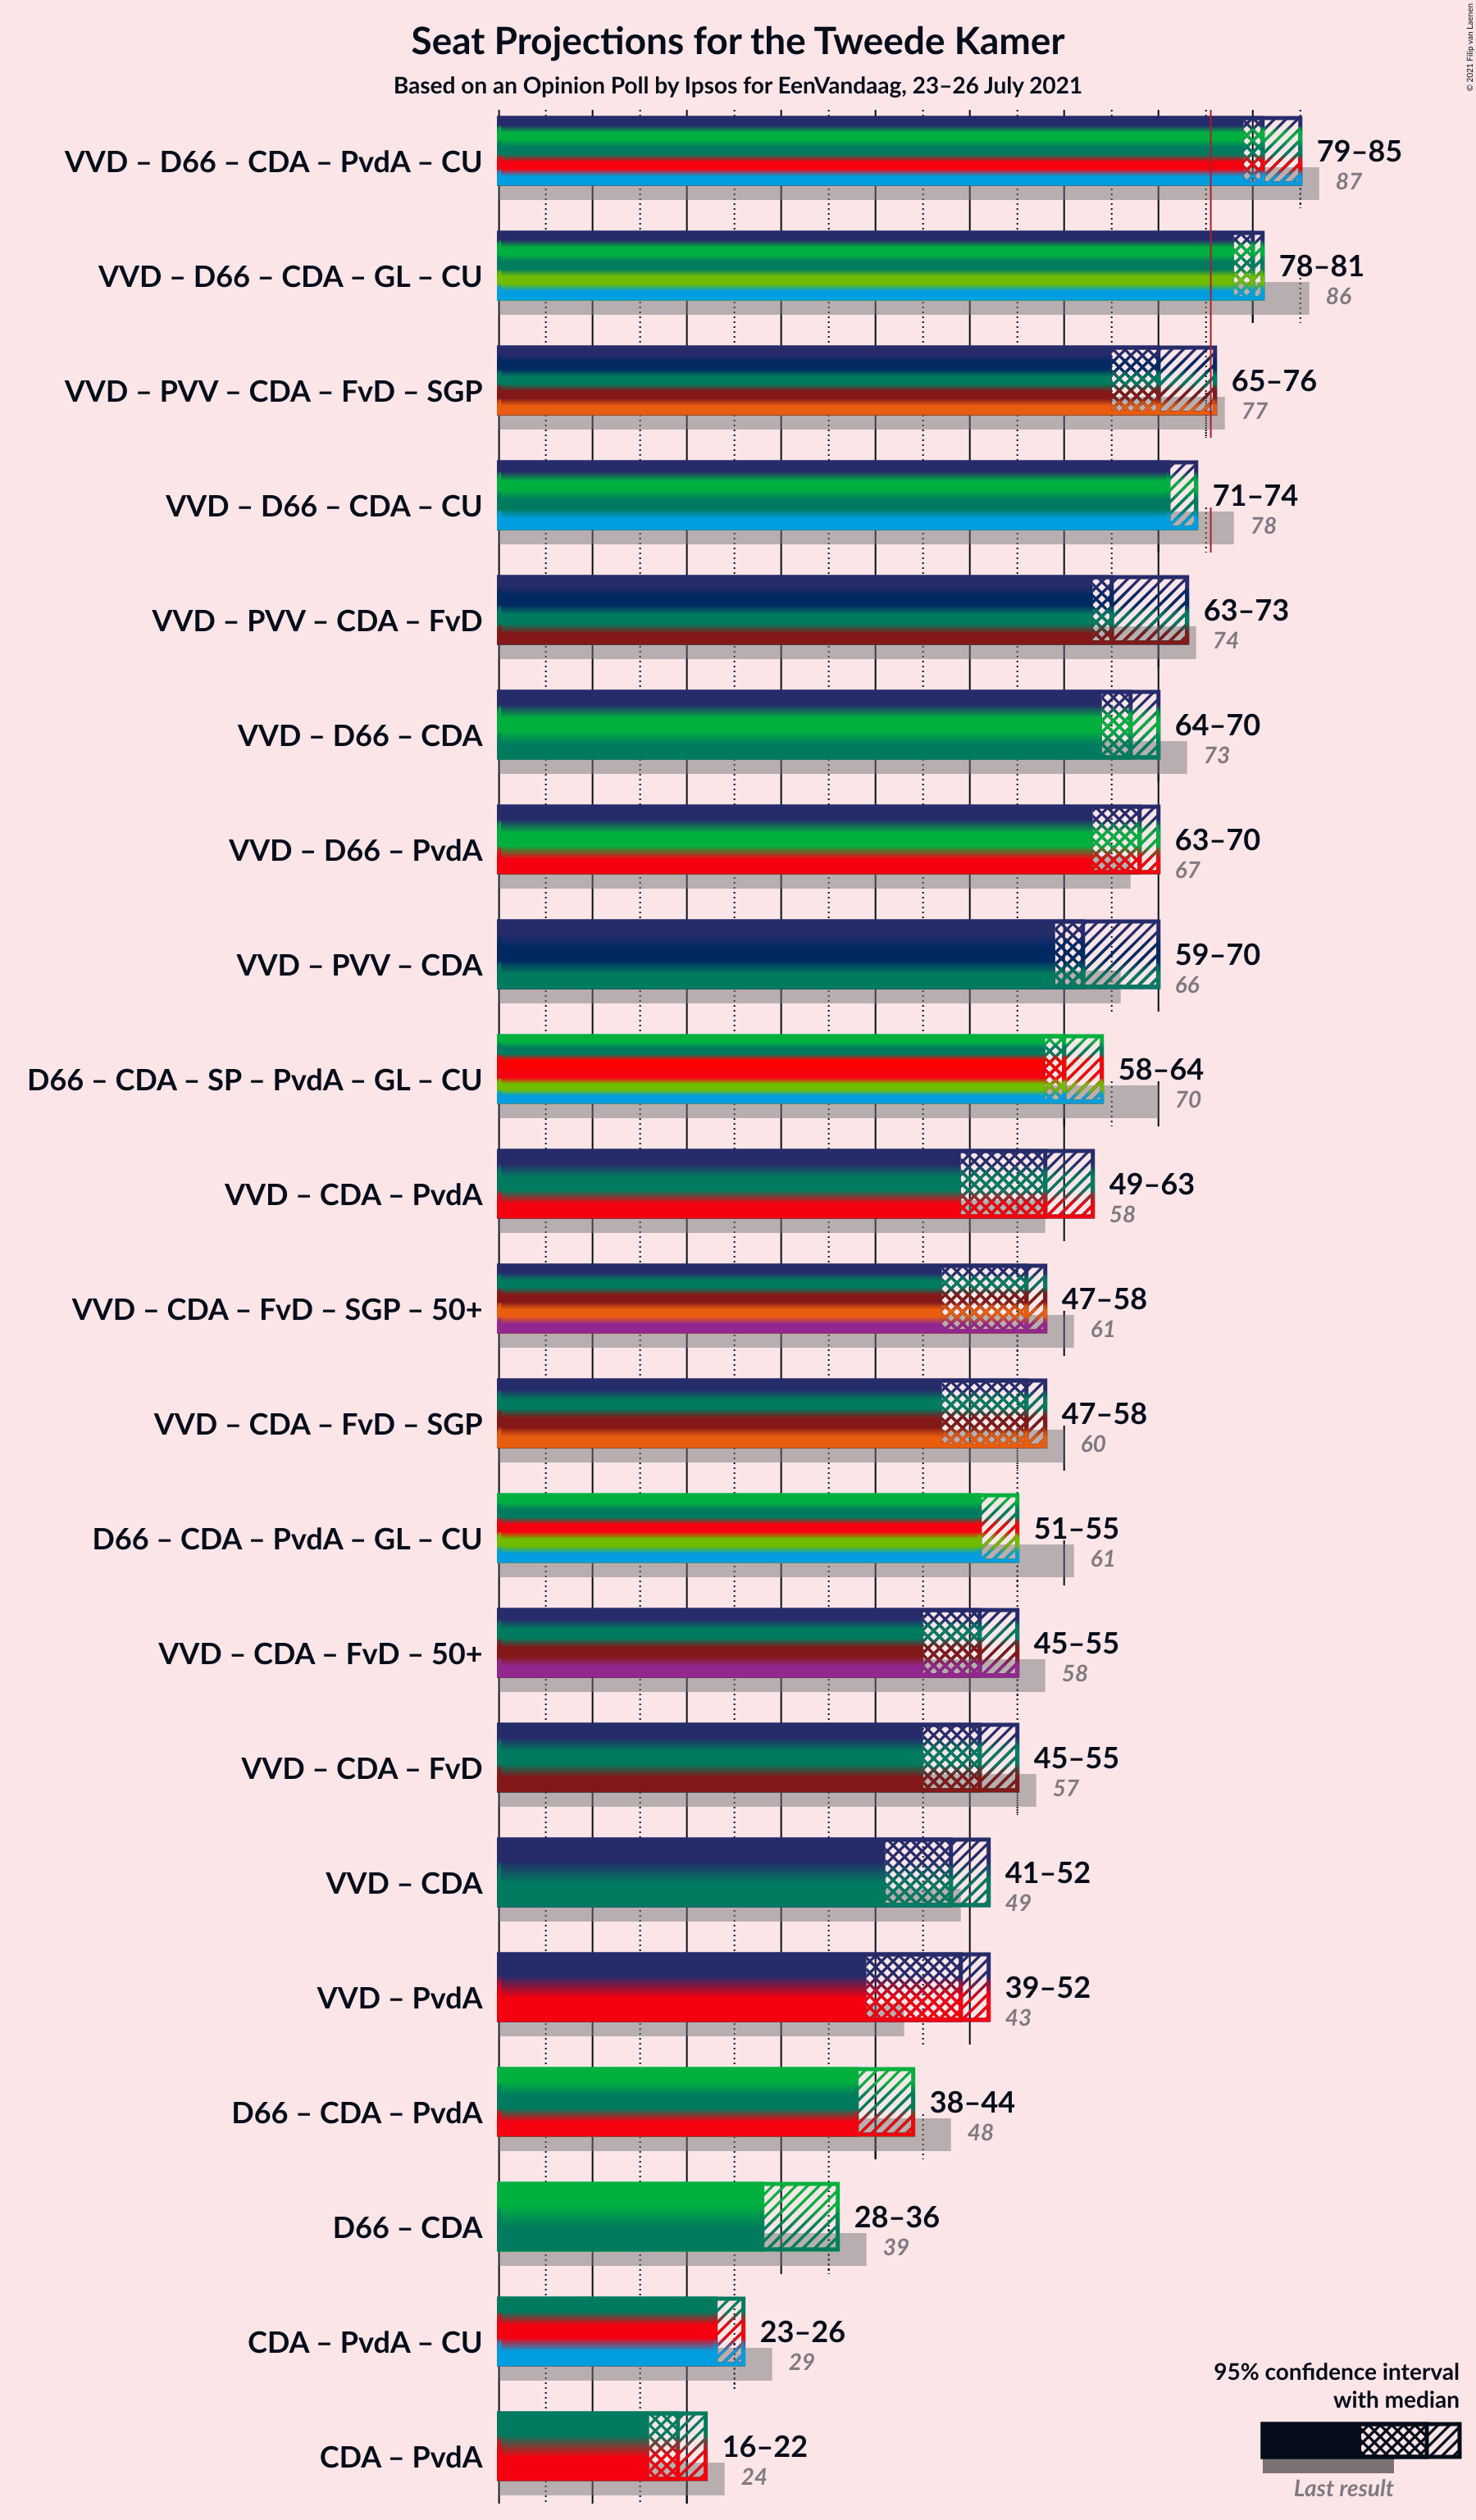 © 2021 Filip van Laenen
Seat Projections for the Tweede Kamer
Based on an Opinion Poll by Ipsos for EenVandaag, 23–26 July 2021
VVD – D66 – CDA – PvdA – CU
79–85
87
VVD – D66 – CDA – GL – CU
78–81
86
VVD – PVV – CDA – FvD – SGP
65–76
77
VVD – D66 – CDA – CU
71–74
78
VVD – PVV – CDA – FvD
63–73
74
VVD – D66 – CDA
64–70
73
VVD – D66 – PvdA
63–70
67
VVD – PVV – CDA
59–70
66
D66 – CDA – SP – PvdA – GL – CU
58–64
70
VVD – CDA – PvdA
49–63
58
VVD – CDA – FvD – SGP – 50+
47–58
61
VVD – CDA – FvD – SGP
47–58
60
D66 – CDA – PvdA – GL – CU
51–55
61
VVD – CDA – FvD – 50+
45–55
58
VVD – CDA – FvD
45–55
57
VVD – CDA
41–52
49
VVD – PvdA
39–52
43
D66 – CDA – PvdA
38–44
48
D66 – CDA
28–36
39
CDA – PvdA – CU
23–26
29
CDA – PvdA
16–22
24
95% confidence interval
with median
Last result